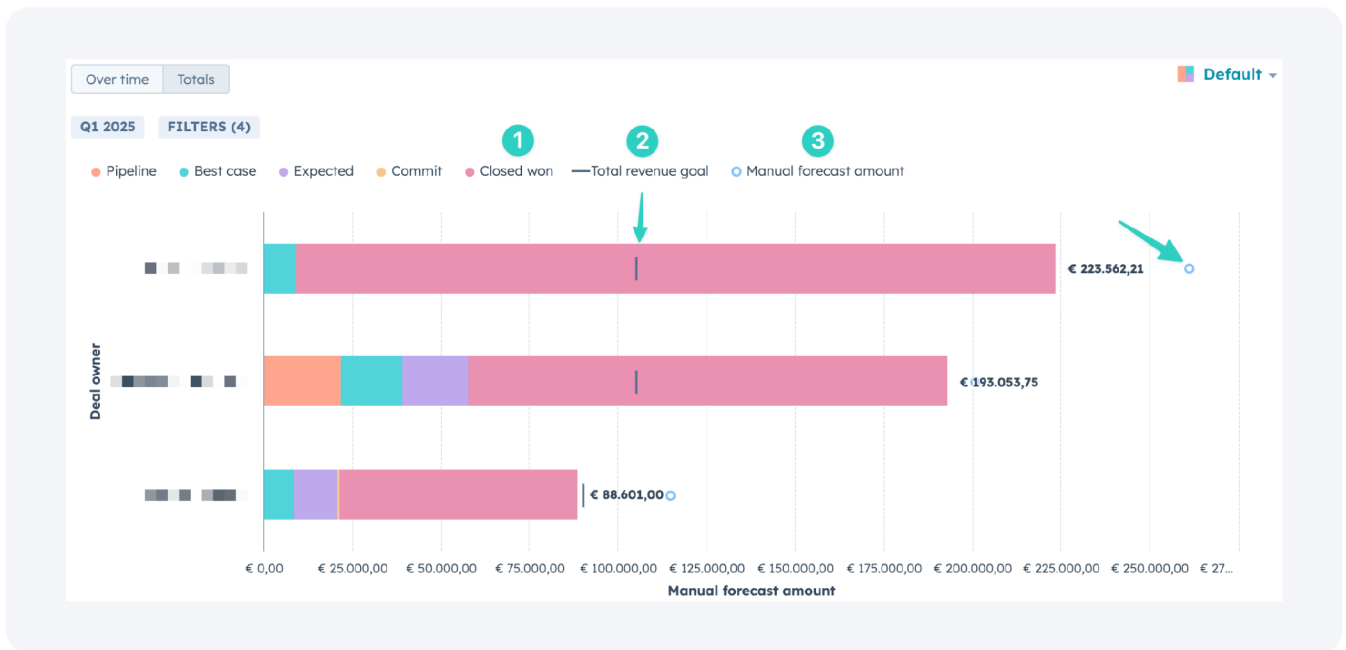 Over time Totals Default
Q1 2025 FILTERS (4)
1 2 3
Pipeline Best case Expected Commit Closed won Total revenue goal Manual forecast amount
€ 223.562,21
Deal owner
€ 193.053,75
€ 88.601,00
€ 0,00 € 25.000,00 € 50.000,00 € 75.000,00 € 100.000,00 € 125.000,00 € 150.000,00 € 175.000,00 € 200.000,00 € 225.000,00 € 250.000,00 € 27...
Manual forecast amount